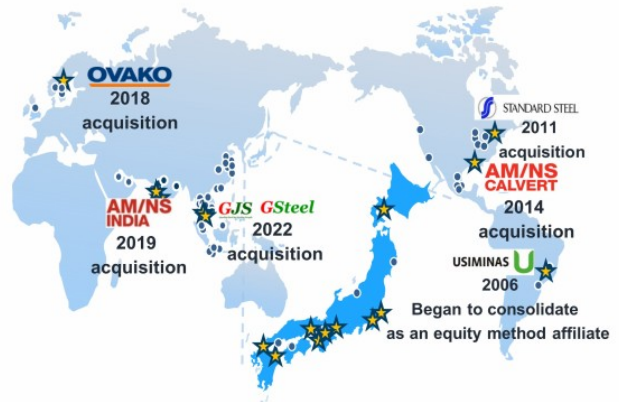 OVAKO
2018
acquisition
STANDARD STEEL
2011
acquisition
AM/NS
CALVERT
2014
acquisition
AM/NS
INDIA
2019
acquisition
GJS GSteel
2022
acquisition
USIMINAS U
2006
Began to consolidate
as an equity method affiliate